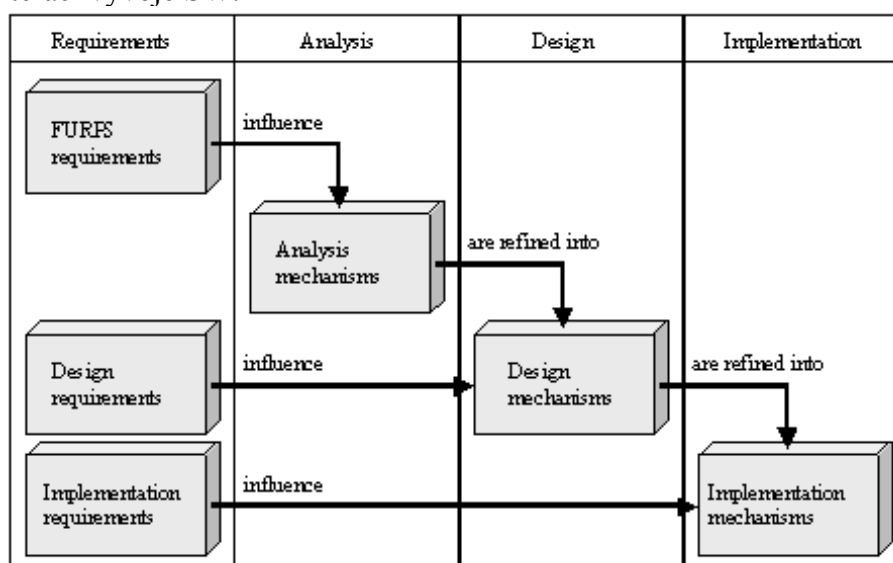 Requirements
Analysis
Design
Implementation
FURPS
requirements
influence
Analysis
mechanisms
are refined into
Design
requirements
influence
Design
mechanisms
are refined into
Implementation
requirements
influence
Implementation
mechanisms